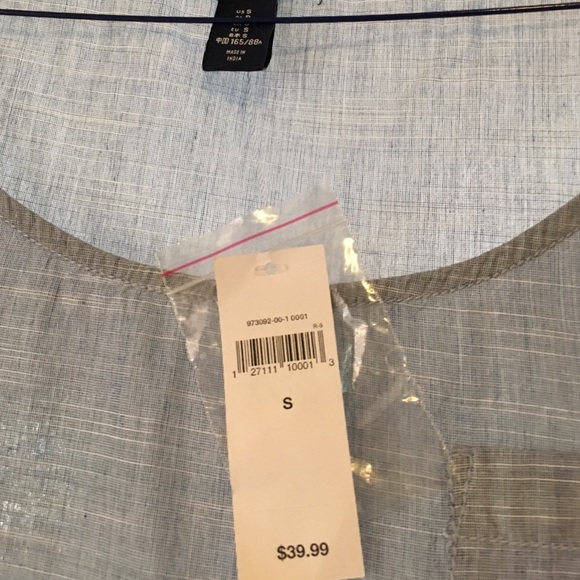 US S
EU S
中国 165/88A
MADE IN
INDIA
973092-00-1 0001
R-9
1 27111 10001 3
S
$39.99